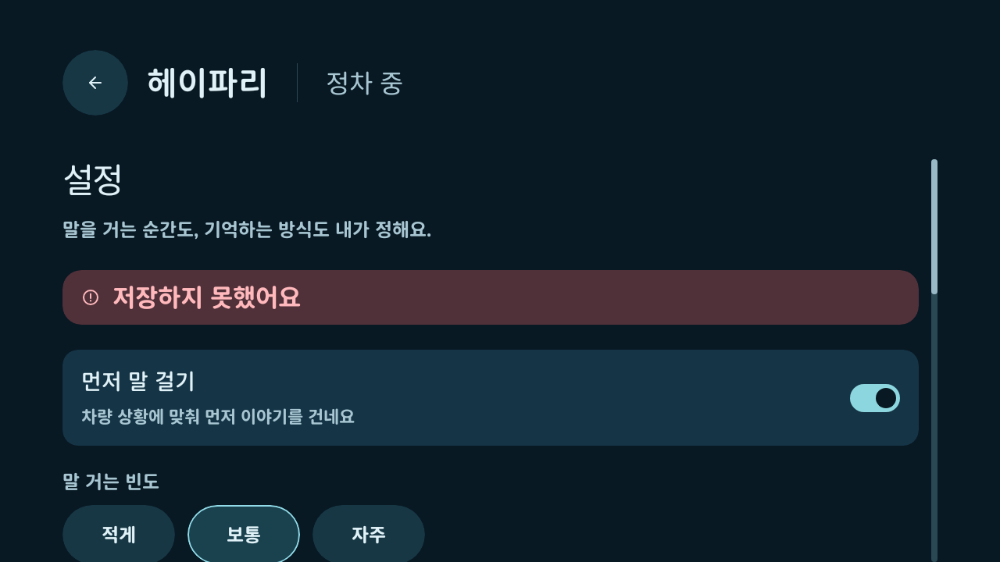 헤이파리
정차 중
설정
말을 거는 순간도, 기억하는 방식도 내가 정해요.
저장하지 못했어요
먼저 말 걸기
차량 상황에 맞춰 먼저 이야기를 건네요
말 거는 빈도
적게 보통 자주